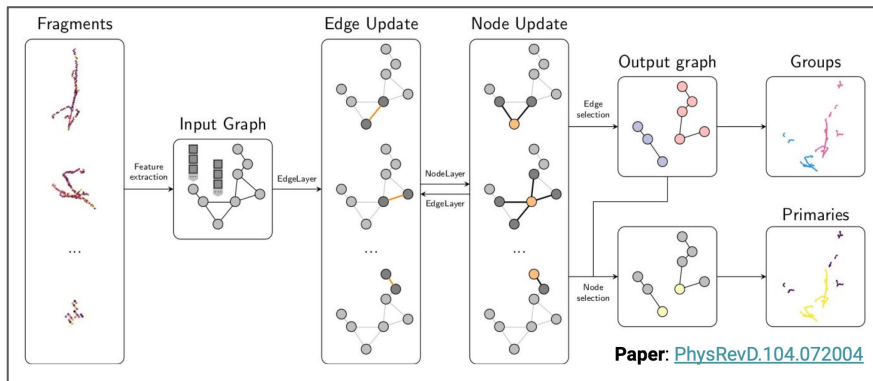 Fragments
Edge Update
Node Update
Output graph
Groups
Input Graph
Edge
selection
Feature
extraction
EdgeLayer
NodeLayer
EdgeLayer
...
...
...
Primaries
Node
selection
Paper: PhysRevD.104.072004